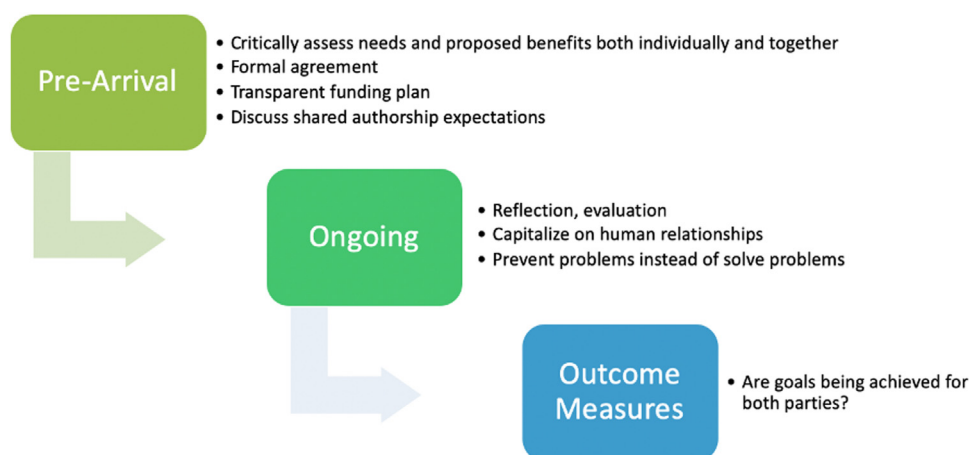 Pre-Arrival
• Critically assess needs and proposed benefits both individually and together
• Formal agreement
• Transparent funding plan
• Discuss shared authorship expectations
Ongoing
• Reflection, evaluation
• Capitalize on human relationships
• Prevent problems instead of solve problems
Outcome
Measures
• Are goals being achieved for
both parties?